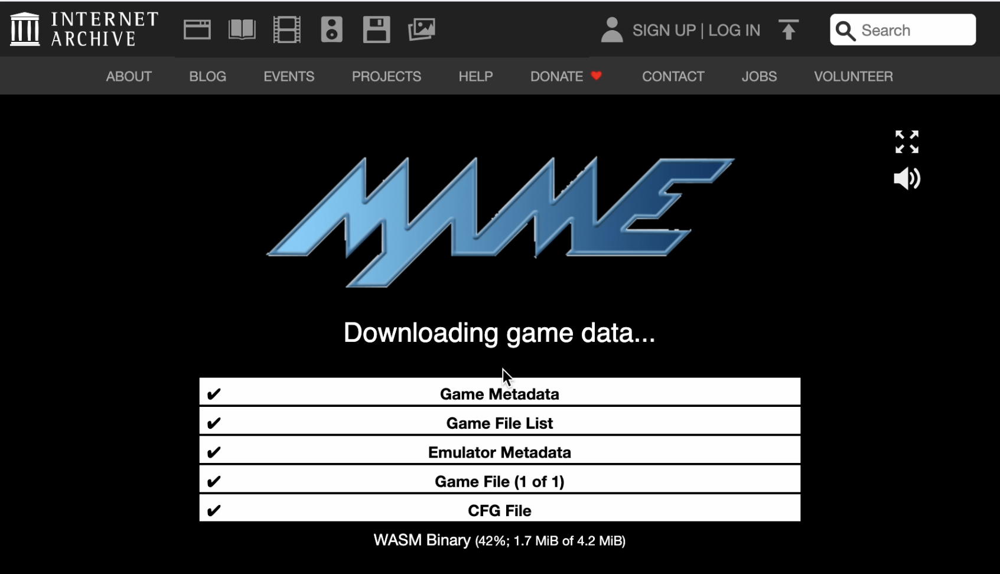 INTERNET
ARCHIVE
SIGN UP | LOG IN
Search
ABOUT BLOG EVENTS PROJECTS HELP DONATE CONTACT JOBS VOLUNTEER
MAME
Downloading game data...
✔ Game Metadata
✔ Game File List
✔ Emulator Metadata
✔ Game File (1 of 1)
✔ CFG File
WASM Binary (42%; 1.7 MiB of 4.2 MiB)